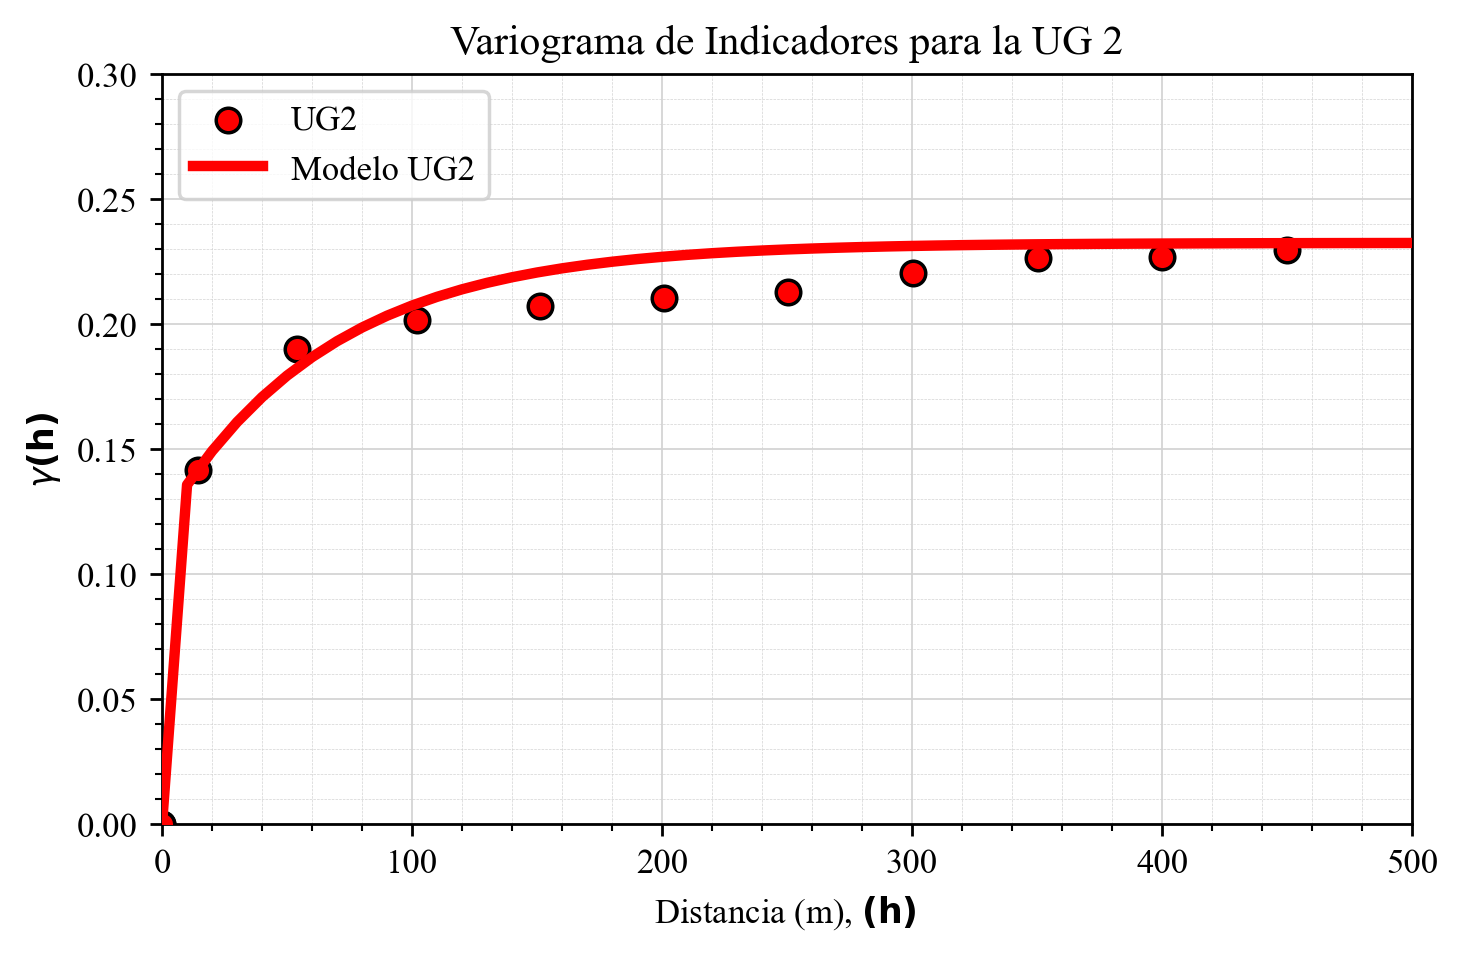 Variograma de Indicadores para la UG 2
UG2
Modelo UG2
0.30
0.25
0.20
0.15
0.10
0.05
0.00
γ(h)
0 100 200 300 400 500
Distancia (m), (h)